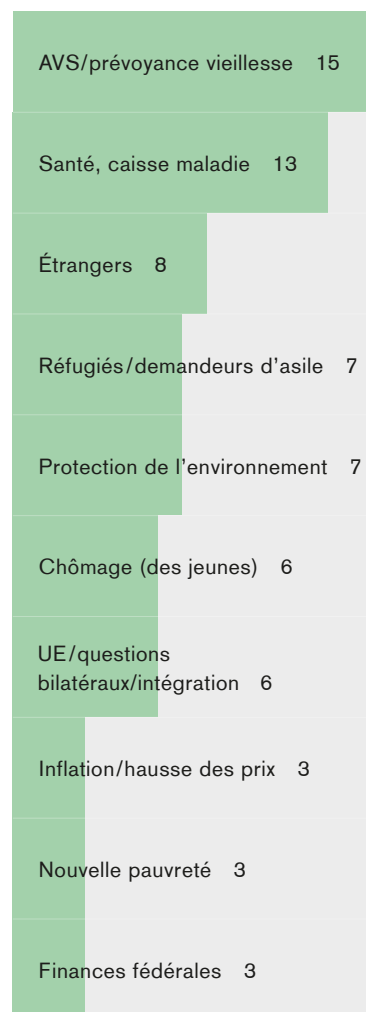 AVS/prévoyance vieillesse 15
Santé, caisse maladie 13
Étrangers 8
Réfugiés/demandeurs d’asile 7
Protection de l’environnement 7
Chômage (des jeunes) 6
UE/questions
bilatéraux/intégration 6
Inflation/hausse des prix 3
Nouvelle pauvreté 3
Finances fédérales 3